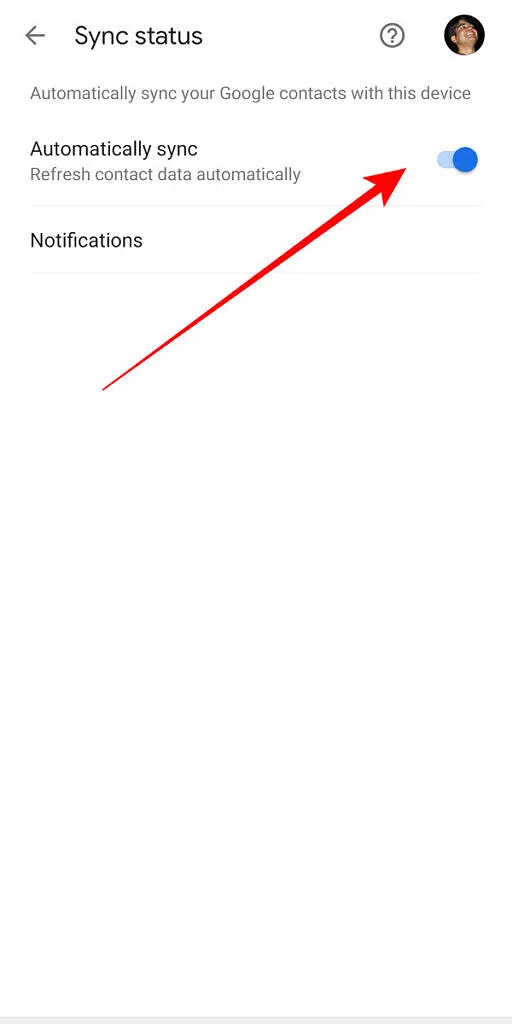 Sync status
Automatically sync your Google contacts with this device
Automatically sync
Refresh contact data automatically
Notifications